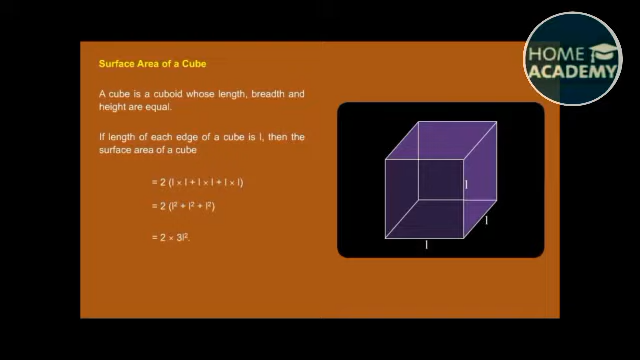 HOME
ACADEMY
Surface Area of a Cube
A cube is a cuboid whose length, breadth and
height are equal.
If length of each edge of a cube is l, then the
surface area of a cube
= 2 (l × l + l × l + l × l)
= 2 (l² + l² + l²)
= 2 × 3l².
l
l
l